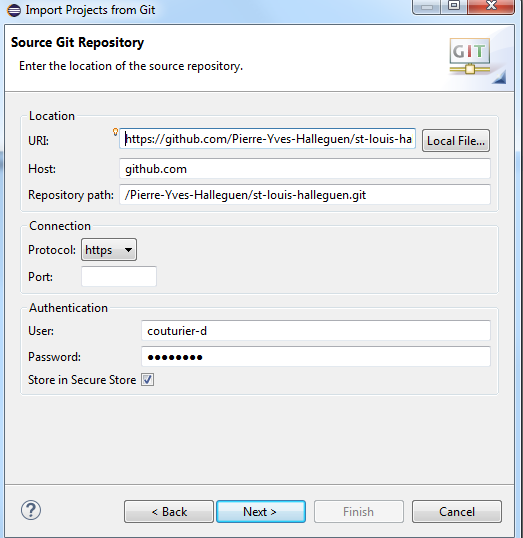 Import Projects from Git
Source Git Repository
Enter the location of the source repository.
GIT
Location
URI: https://github.com/Pierre-Yves-Halleguen/st-louis-ha Local File...
Host: github.com
Repository path: /Pierre-Yves-Halleguen/st-louis-halleguen.git
Connection
Protocol: https
Port:
Authentication
User: couturier-d
Password: ●●●●●●●●
Store in Secure Store
? < Back Next > Finish Cancel